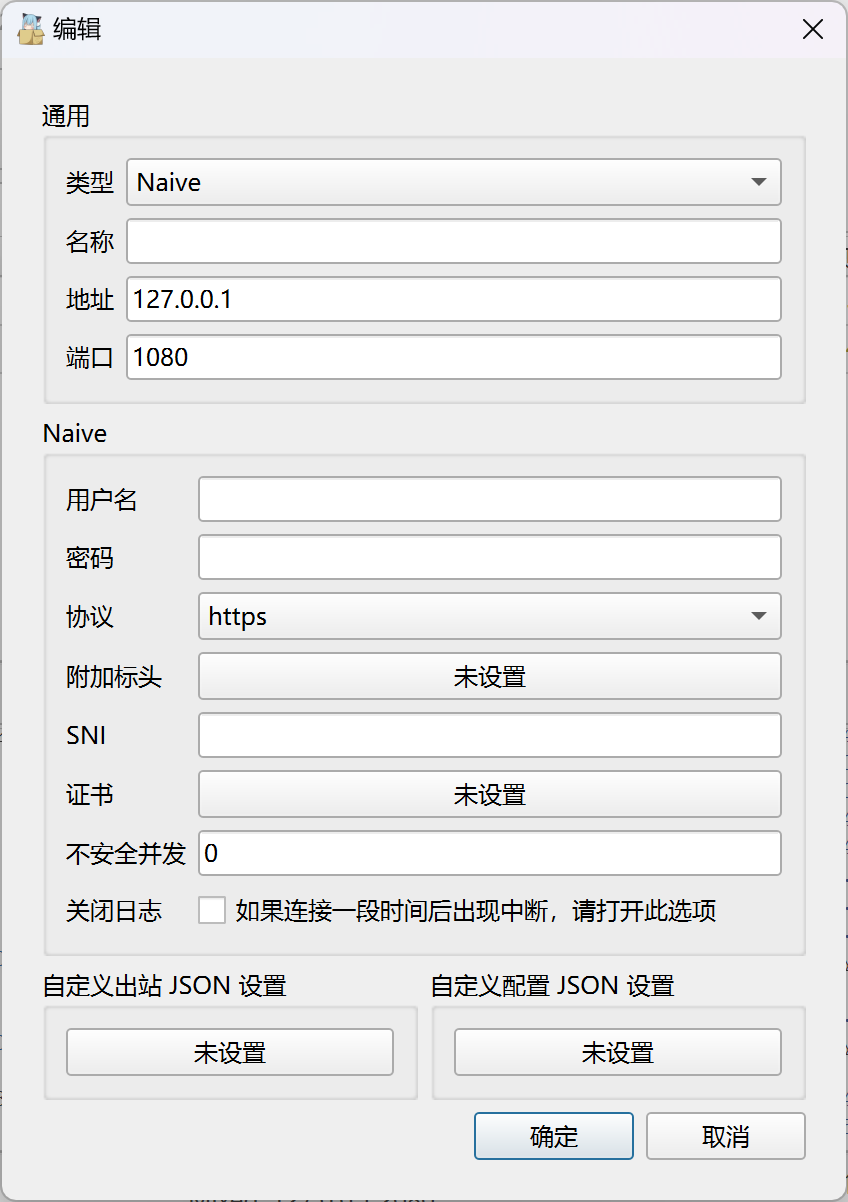 编辑
通用
类型 Naive
名称
地址 127.0.0.1
端口 1080
Naive
用户名
密码
协议 https
附加标头 未设置
SNI
证书 未设置
不安全并发 0
关闭日志 如果连接一段时间后出现中断，请打开此选项
自定义出站 JSON 设置 自定义配置 JSON 设置
未设置 未设置
确定 取消